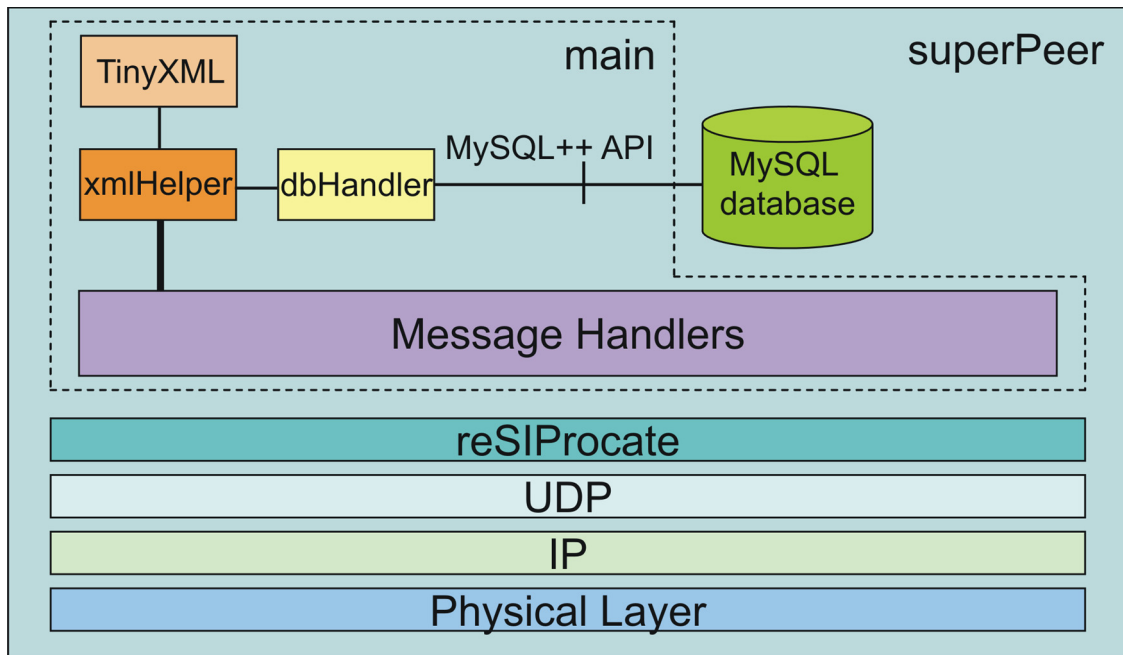 main
superPeer
TinyXML
MySQL++ API
xmlHelper
dbHandler
MySQL
database
Message Handlers
reSIProcate
UDP
IP
Physical Layer